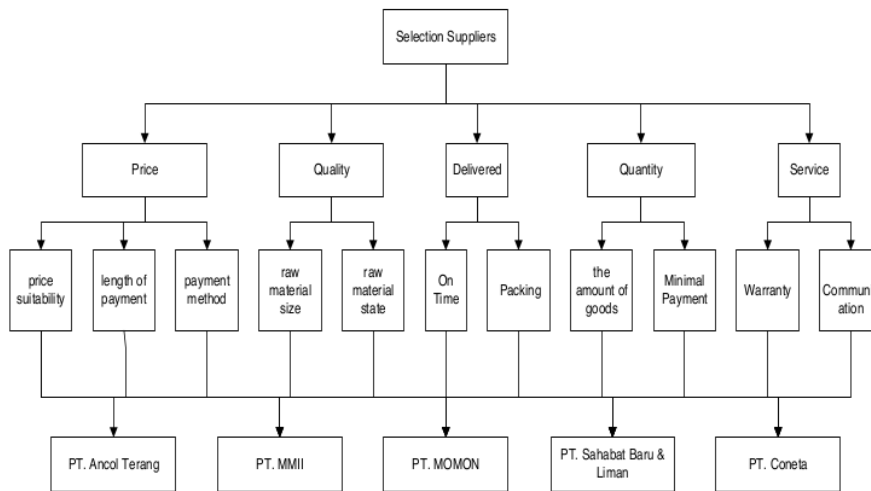 Selection Suppliers
Price
Quality
Delivered
Quantity
Service
price
suitability
length of
payment
payment
method
raw
material
size
raw
material
state
On
Time
Packing
the
amount of
goods
Minimal
Payment
Warranty
Communi
ation
PT. Ancol Terang
PT. MMII
PT. MOMON
PT. Sahabat Baru &
Liman
PT. Coneta